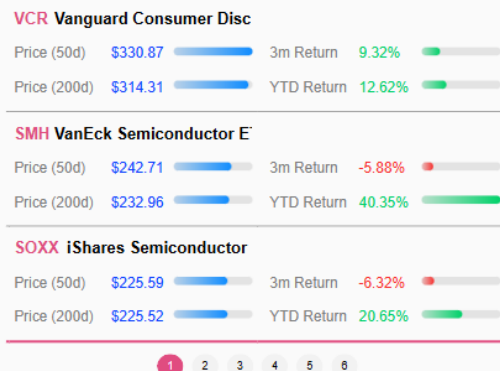 VCR Vanguard Consumer Disc
Price (50d) $330.87 3m Return 9.32%
Price (200d) $314.31 YTD Return 12.62%
SMH VanEck Semiconductor E
Price (50d) $242.71 3m Return -5.88%
Price (200d) $232.96 YTD Return 40.35%
SOXX iShares Semiconductor
Price (50d) $225.59 3m Return -6.32%
Price (200d) $225.52 YTD Return 20.65%
1 2 3 4 5 6